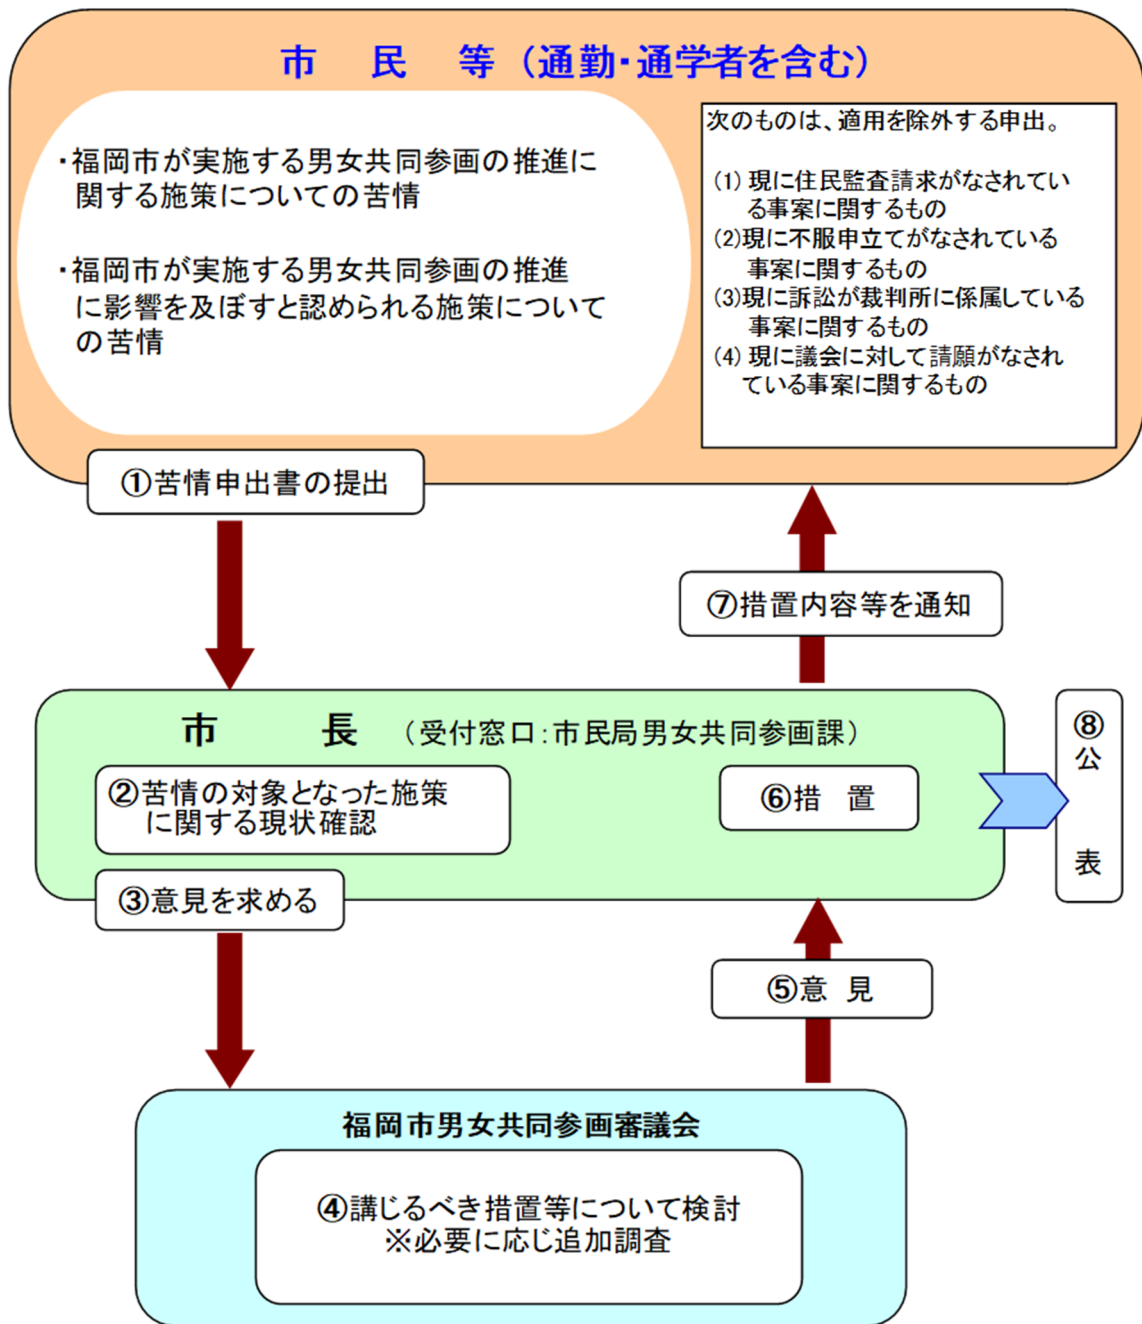 市　民　等（通勤・通学者を含む）
・福岡市が実施する男女共同参画の推進に
関する施策についての苦情
・福岡市が実施する男女共同参画の推進
に影響を及ぼすと認められる施策について
の苦情
次のものは、適用を除外する申出。
(1) 現に住民監査請求がなされてい
る事案に関するもの
(2)現に不服申立てがなされている
事案に関するもの
(3)現に訴訟が裁判所に係属している
事案に関するもの
(4) 現に議会に対して請願がなされ
ている事案に関するもの
①苦情申出書の提出
⑦措置内容等を通知
市　長（受付窓口：市民局男女共同参画課）
②苦情の対象となった施策
に関する現状確認
⑥措　置
⑧公表
③意見を求める
⑤意　見
福岡市男女共同参画審議会
④講じるべき措置等について検討
※必要に応じ追加調査